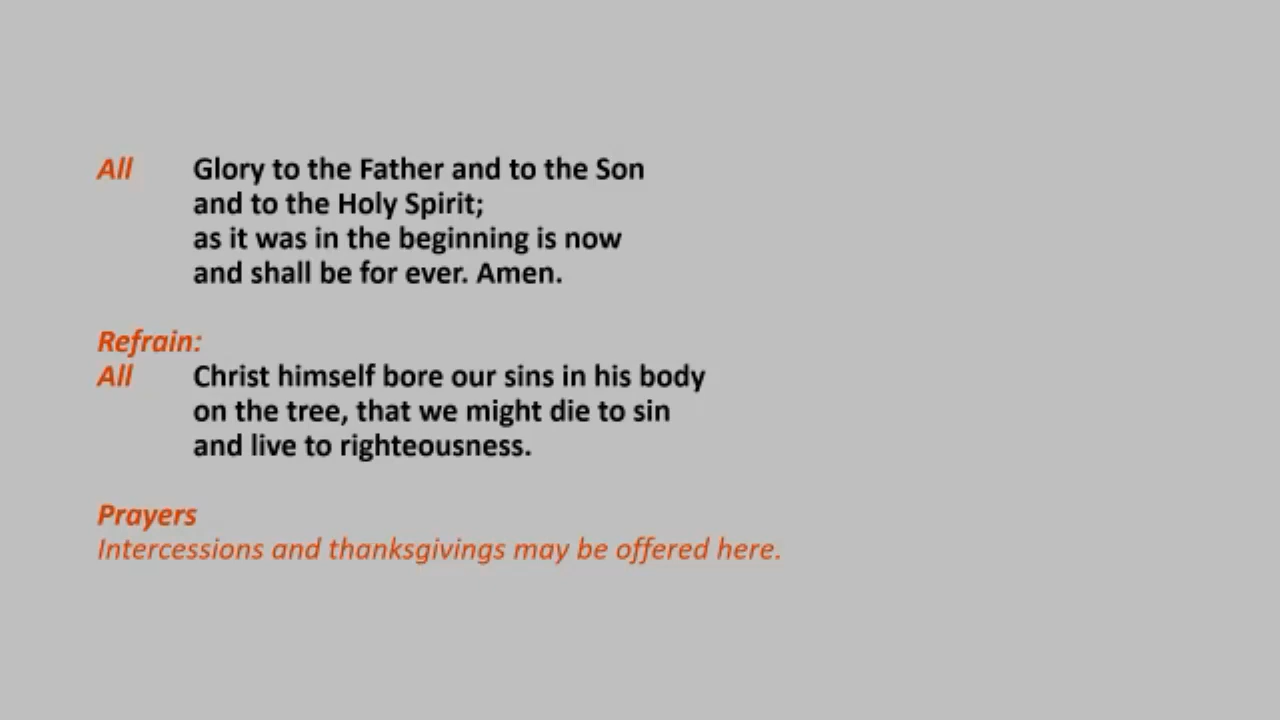 All Glory to the Father and to the Son
and to the Holy Spirit;
as it was in the beginning is now
and shall be for ever. Amen.
Refrain:
All Christ himself bore our sins in his body
on the tree, that we might die to sin
and live to righteousness.
Prayers
Intercessions and thanksgivings may be offered here.